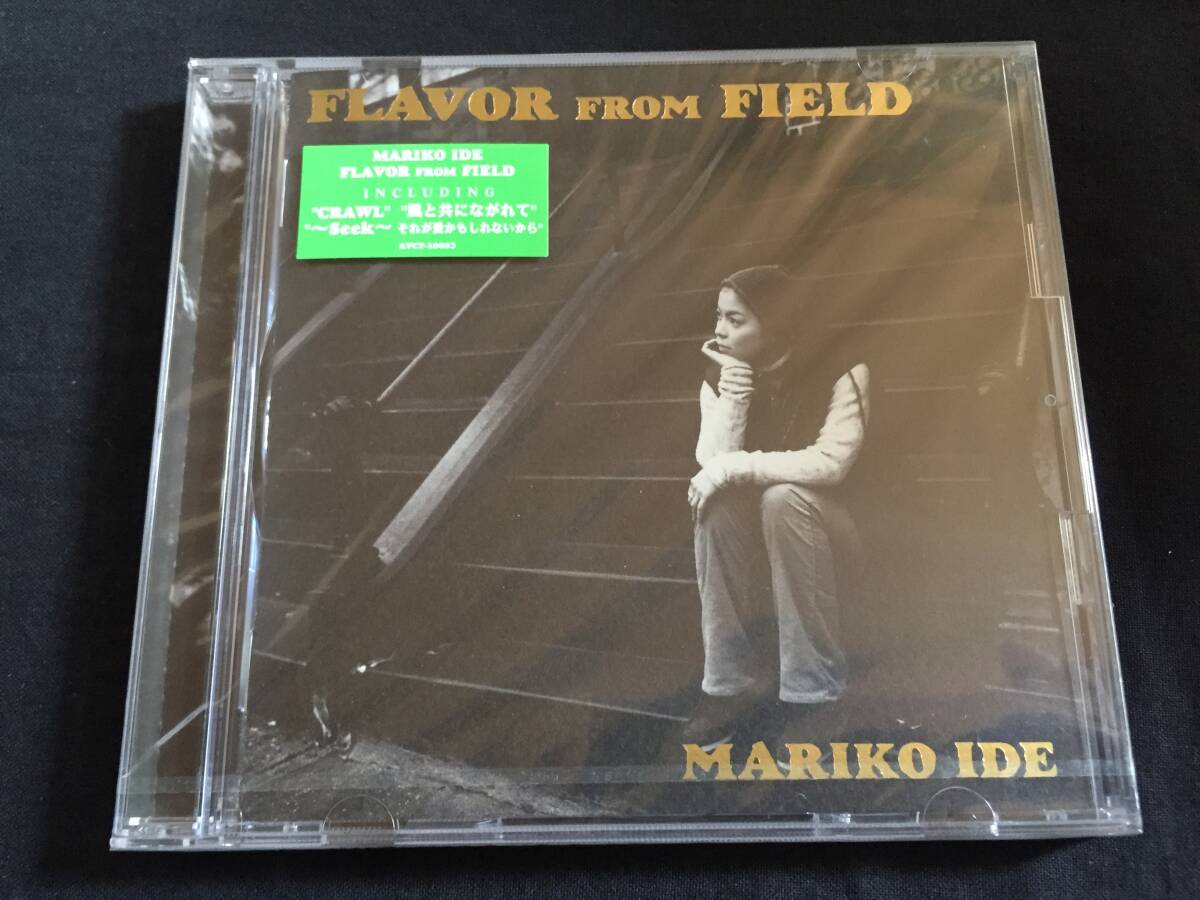 FLAVOR FROM FIELD
MARIKO IDE
FLAVOR FROM FIELD
INCLUDING
"CRAWL" "風と共にながれて"
"〜Seek〜 それが愛かもしれないから"
MARIKO IDE